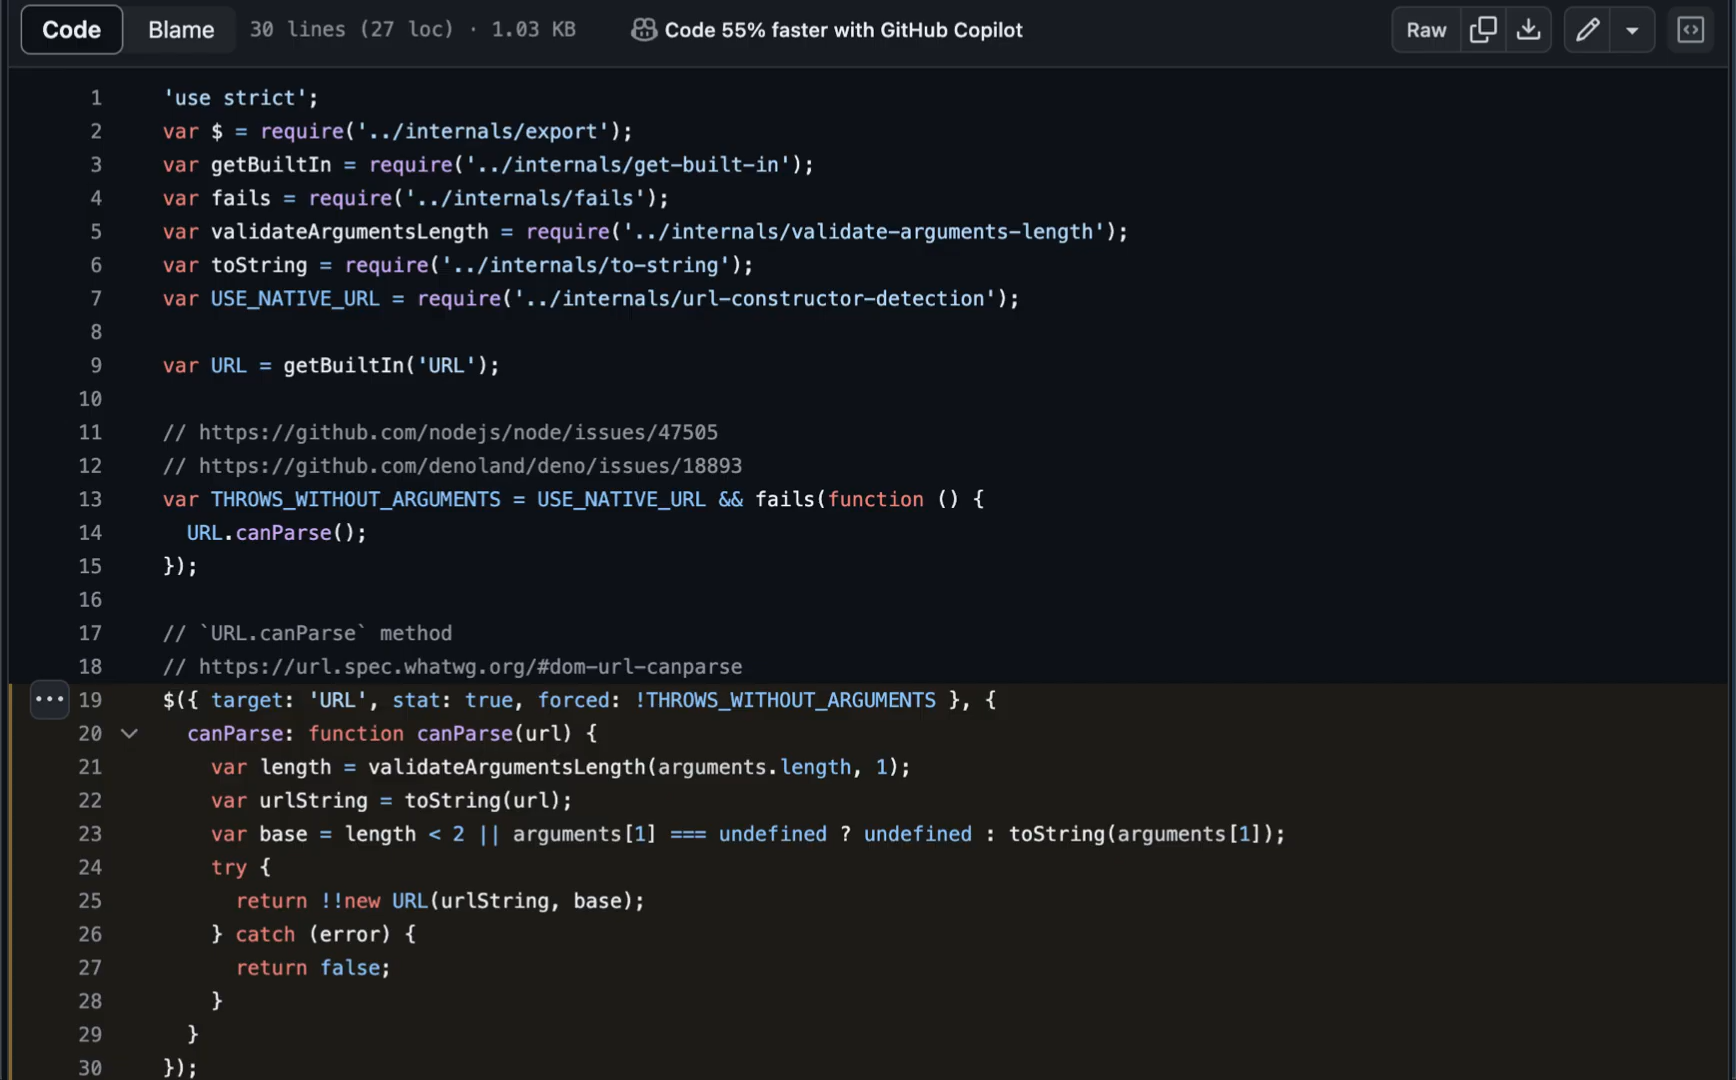 Code Blame 30 lines (27 loc) · 1.03 KB Code 55% faster with GitHub Copilot Raw
1 'use strict';
2 var $ = require('../internals/export');
3 var getBuiltIn = require('../internals/get-built-in');
4 var fails = require('../internals/fails');
5 var validateArgumentsLength = require('../internals/validate-arguments-length');
6 var toString = require('../internals/to-string');
7 var USE_NATIVE_URL = require('../internals/url-constructor-detection');
8
9 var URL = getBuiltIn('URL');
10
11 // https://github.com/nodejs/node/issues/47505
12 // https://github.com/denoland/deno/issues/18893
13 var THROWS_WITHOUT_ARGUMENTS = USE_NATIVE_URL && fails(function () {
14   URL.canParse();
15 });
16
17 // `URL.canParse` method
18 // https://url.spec.whatwg.org/#dom-url-canparse
19 $({ target: 'URL', stat: true, forced: !THROWS_WITHOUT_ARGUMENTS }, {
20   canParse: function canParse(url) {
21     var length = validateArgumentsLength(arguments.length, 1);
22     var urlString = toString(url);
23     var base = length < 2 || arguments[1] === undefined ? undefined : toString(arguments[1]);
24     try {
25       return !!new URL(urlString, base);
26     } catch (error) {
27       return false;
28     }
29   }
30 });